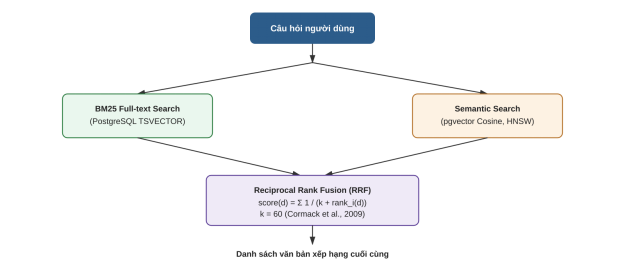 Câu hỏi người dùng
BM25 Full-text Search
(PostgreSQL TSVECTOR)
Semantic Search
(pgvector Cosine, HNSW)
Reciprocal Rank Fusion (RRF)
score(d) = Σ 1 / (k + rank_i(d))
k = 60 (Cormack et al., 2009)
Danh sách văn bản xếp hạng cuối cùng